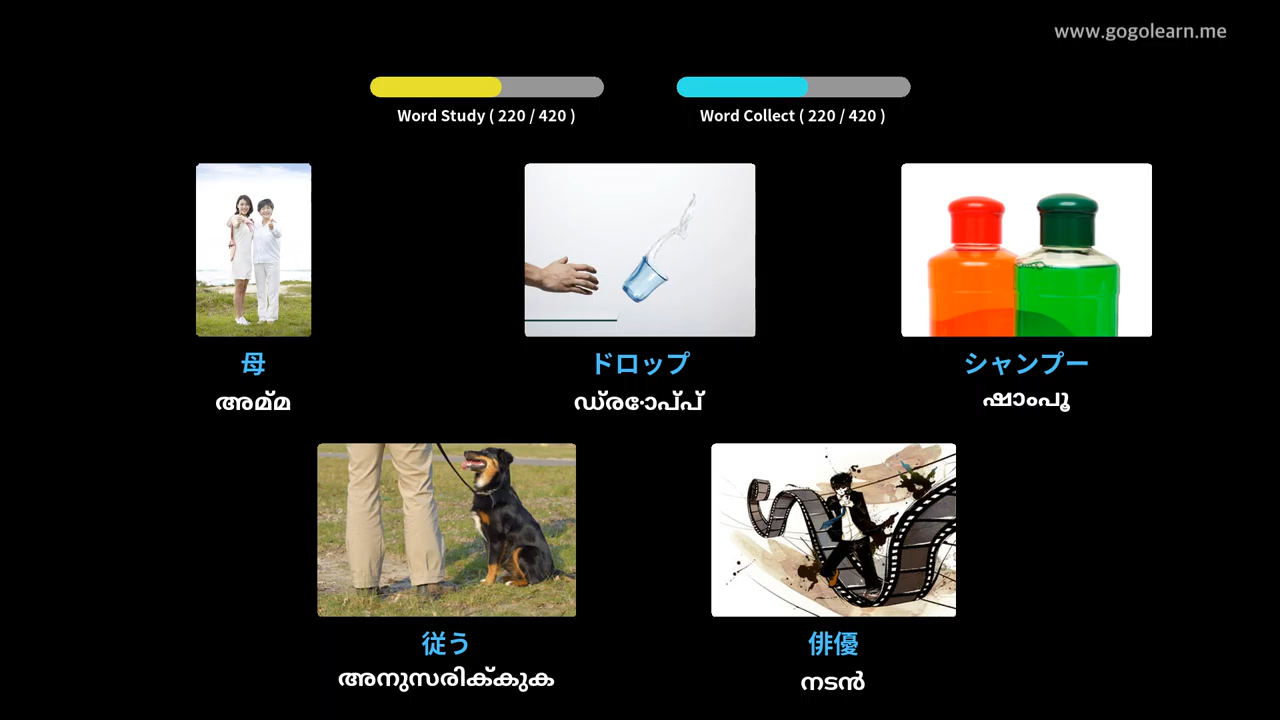 www.gogolearn.me
Word Study ( 220 / 420 )
Word Collect ( 220 / 420 )
母
ドロップ
シャンプー
അമ്മ
ഡ്രോപ്പ്
ഷാംപൂ
従う
俳優
അനുസരിക്കുക
നടൻ